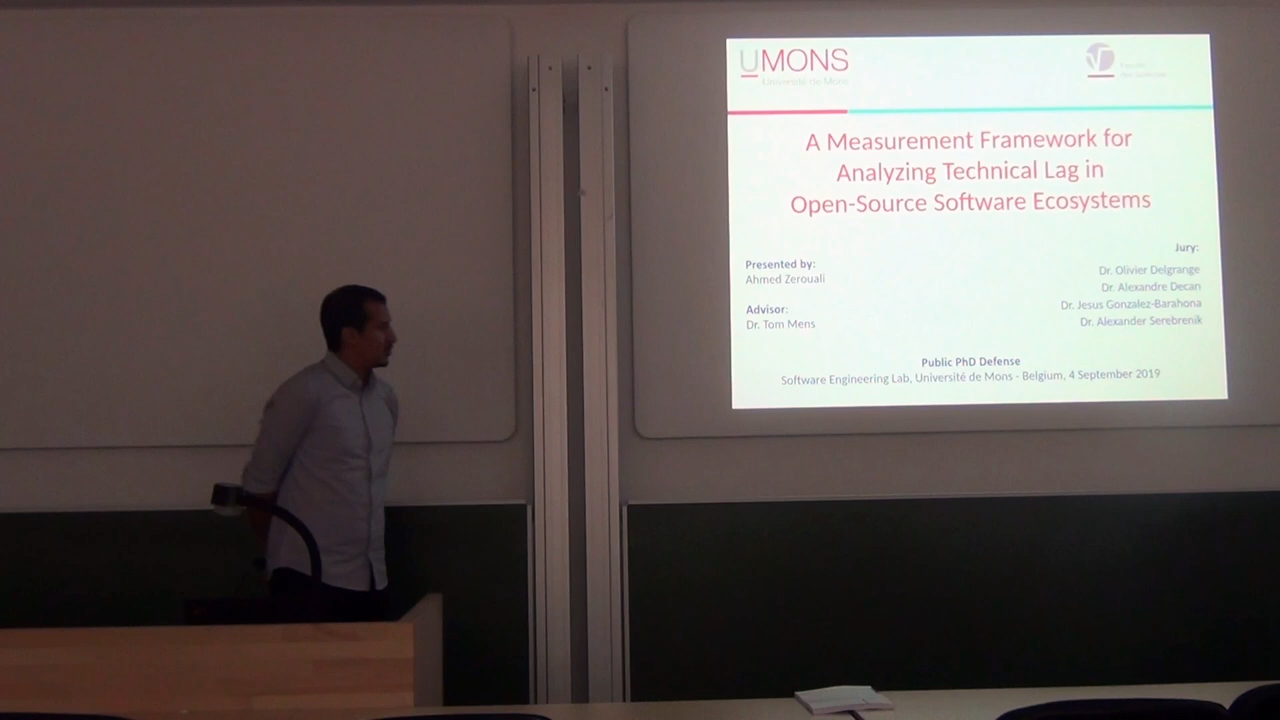 UMONS
Université de Mons
A Measurement Framework for
Analyzing Technical Lag in
Open-Source Software Ecosystems
Presented by:
Ahmed Zerouali
Advisor:
Dr. Tom Mens
Jury:
Dr. Olivier Delgrange
Dr. Alexandre Decan
Dr. Jesus Gonzalez-Barahona
Dr. Alexander Serebrenik
Public PhD Defense
Software Engineering Lab, Université de Mons - Belgium, 4 September 2019